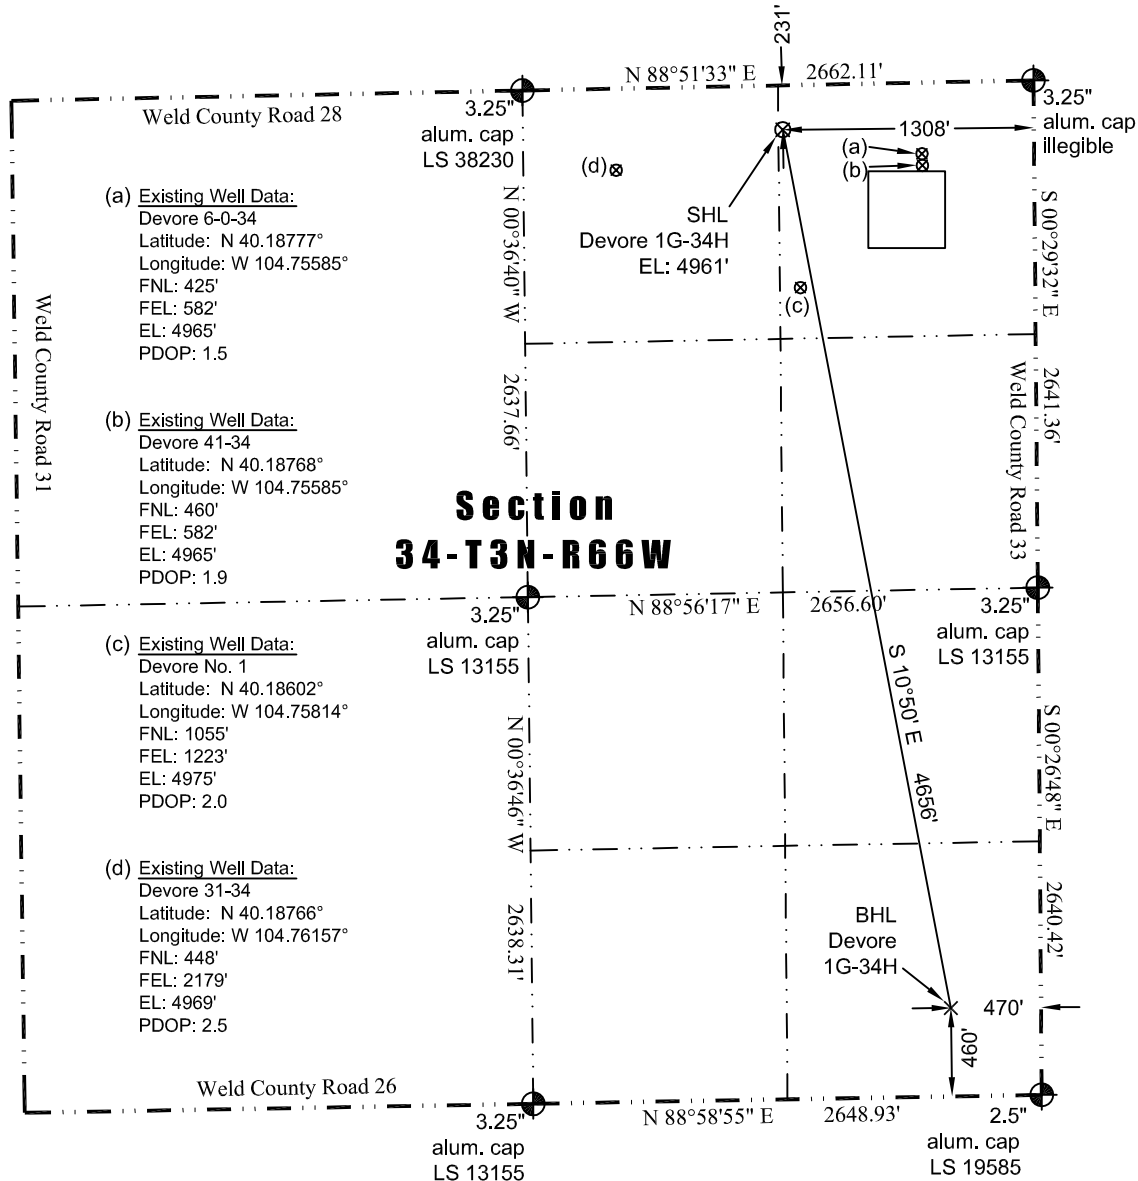 231'
N 88°51'33" E
2662.11'
Weld County Road 28
3.25"
alum. cap
LS 38230
3.25"
alum. cap
illegible
1308'
(a)
(b)
(d)
SHL
Devore 1G-34H
EL: 4961'
(c)
N 00°36'40" W
2637.66'
S 00°29'32" E
2641.36'
Weld County Road 33
Weld County Road 31
(a) Existing Well Data:
Devore 6-0-34
Latitude: N 40.18777°
Longitude: W 104.75585°
FNL: 425'
FEL: 582'
EL: 4965'
PDOP: 1.5
(b) Existing Well Data:
Devore 41-34
Latitude: N 40.18768°
Longitude: W 104.75585°
FNL: 460'
FEL: 582'
EL: 4965'
PDOP: 1.9
Section
34-T3N-R66W
3.25"
alum. cap
LS 13155
N 88°56'17" E
2656.60'
3.25"
alum. cap
LS 13155
(c) Existing Well Data:
Devore No. 1
Latitude: N 40.18602°
Longitude: W 104.75814°
FNL: 1055'
FEL: 1223'
EL: 4975'
PDOP: 2.0
S 10°50' E
4656'
N 00°36'46" W
2638.31'
S 00°26'48" E
2640.42'
(d) Existing Well Data:
Devore 31-34
Latitude: N 40.18766°
Longitude: W 104.76157°
FNL: 448'
FEL: 2179'
EL: 4969'
PDOP: 2.5
BHL
Devore
1G-34H
470'
460'
Weld County Road 26
3.25"
alum. cap
LS 13155
N 88°58'55" E
2648.93'
2.5"
alum. cap
LS 19585